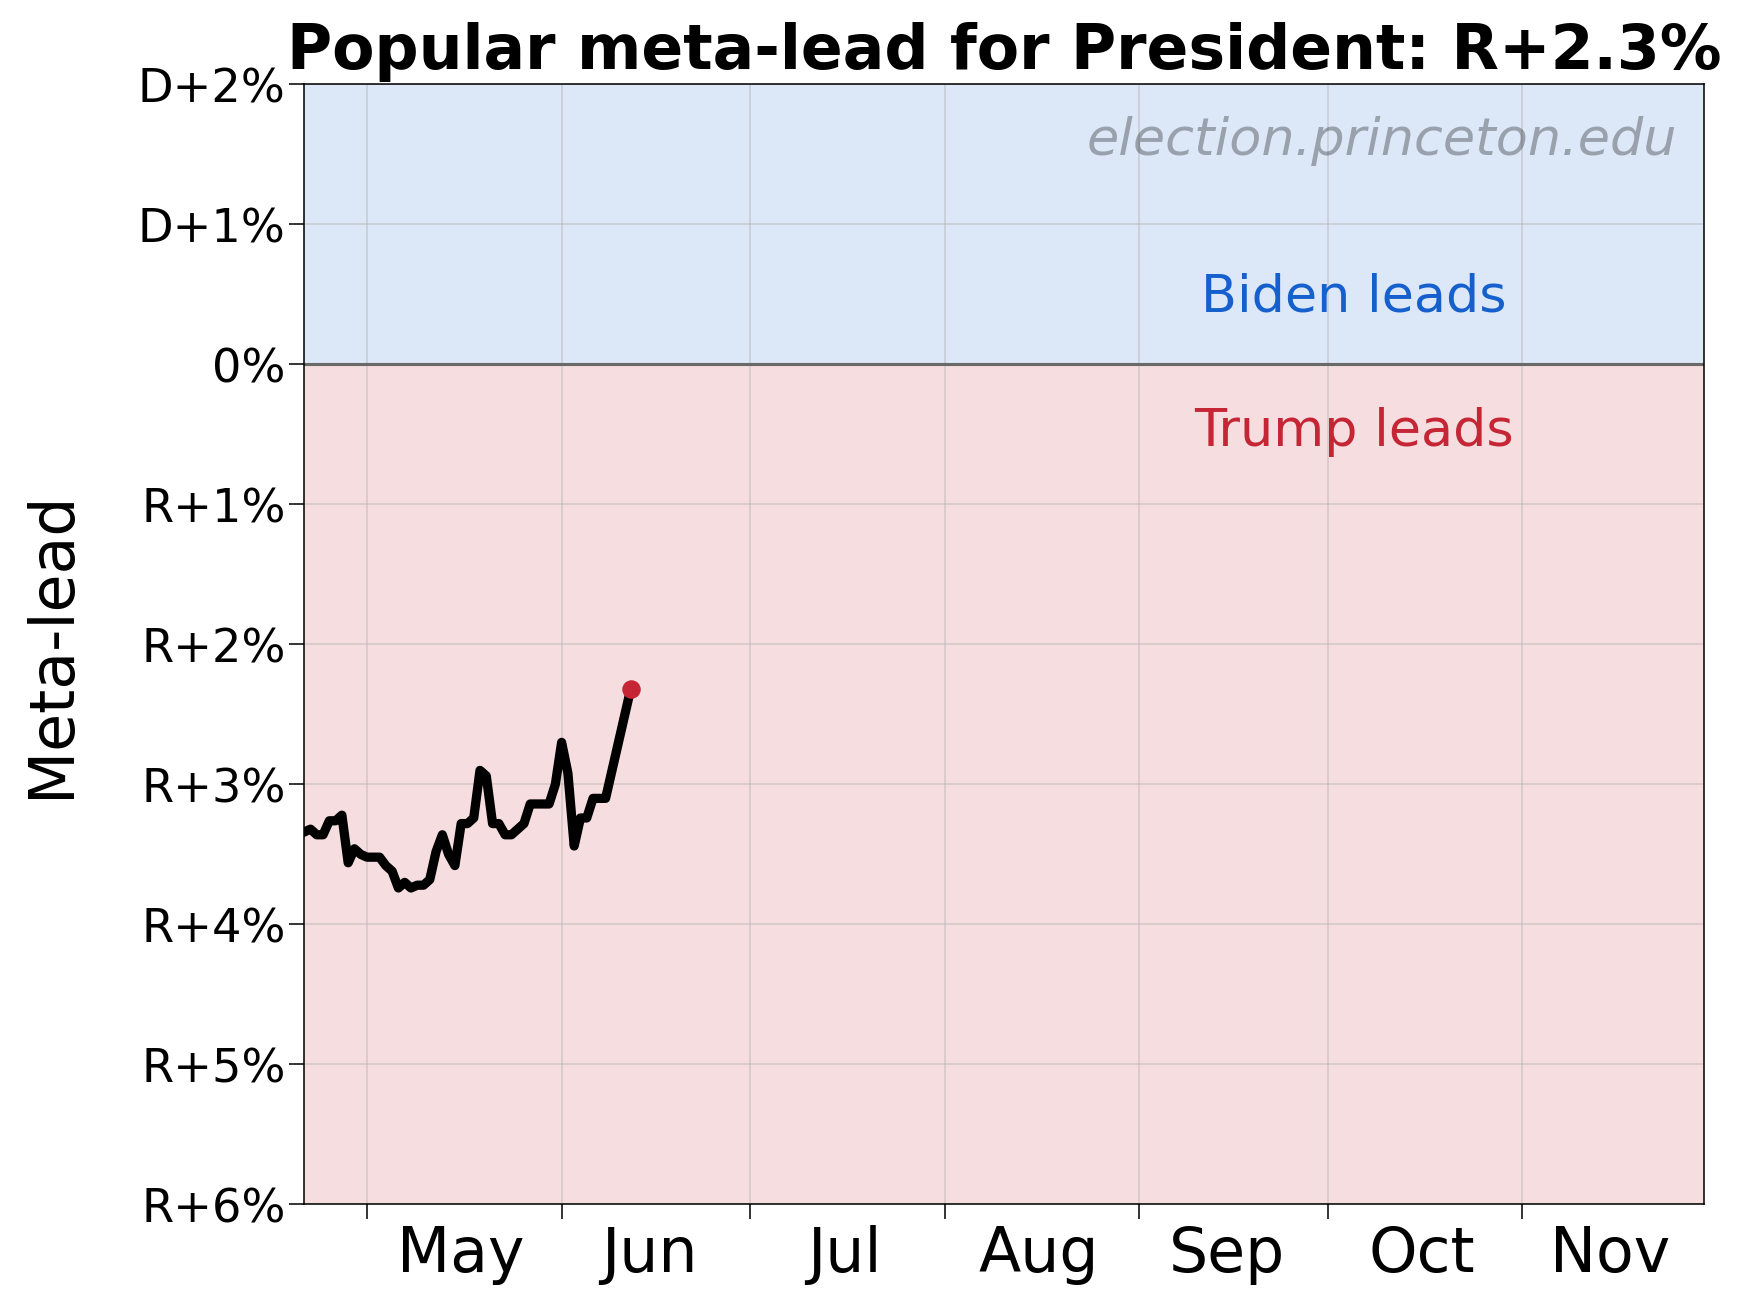 Popular meta-lead for President: R+2.3%
D+2%
election.princeton.edu
D+1%
Biden leads
0%
Trump leads
R+1%
R+2%
Meta-lead
R+3%
R+4%
R+5%
R+6%
May Jun Jul Aug Sep Oct Nov